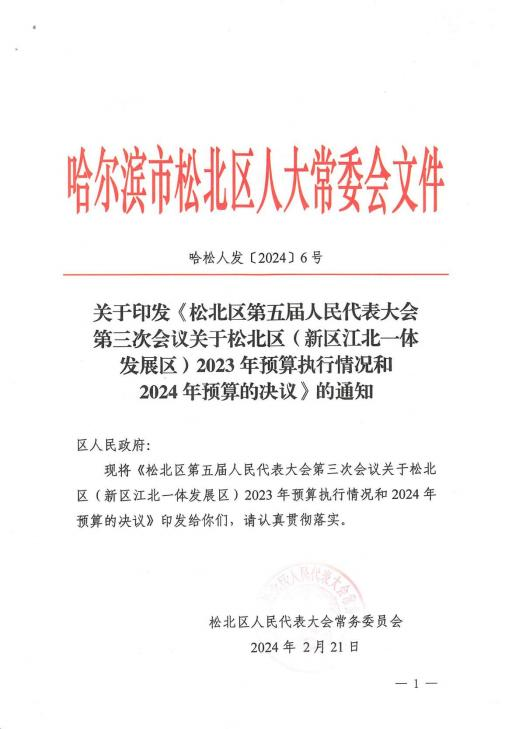 哈尔滨市松北区人大常委会文件
哈松人发〔2024〕6号
关于印发《松北区第五届人民代表大会
第三次会议关于松北区（新区江北一体
发展区）2023年预算执行情况和
2024年预算的决议》的通知
区人民政府：
现将《松北区第五届人民代表大会第三次会议关于松北
区（新区江北一体发展区）2023年预算执行情况和2024年
预算的决议》印发给你们，请认真贯彻落实。
松北区人民代表大会常务委员会
2024年2月21日
— 1 —